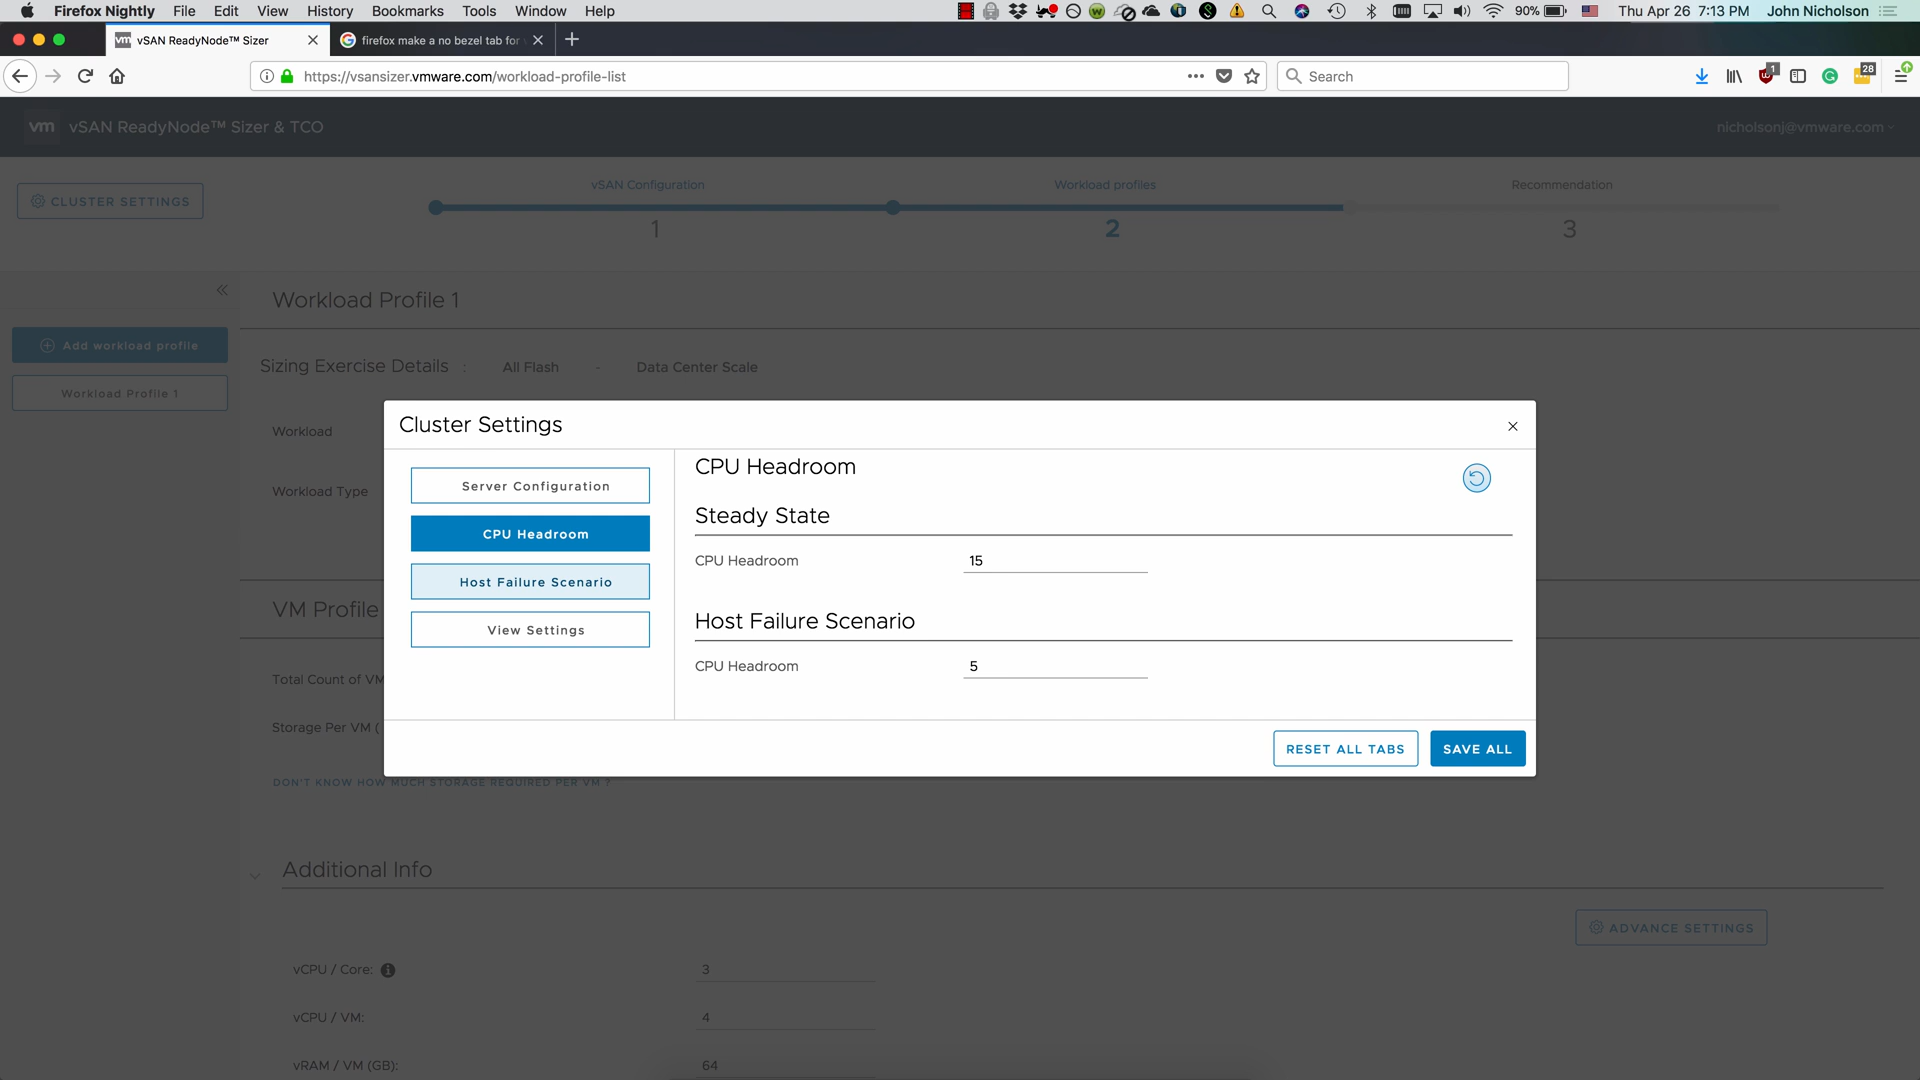 Firefox Nightly File Edit View History Bookmarks Tools Window Help 90% Thu Apr 26 7:13 PM John Nicholson
vm vSAN ReadyNode™ Sizer
firefox make a no bezel tab for
https://vsansizer.vmware.com/workload-profile-list
Search
1
28
vm vSAN ReadyNode™ Sizer & TCO
nicholsonj@vmware.com
CLUSTER SETTINGS
vSAN Configuration
Workload profiles
Recommendation
1
2
3
Workload Profile 1
Add workload profile
Workload Profile 1
Sizing Exercise Details : All Flash - Data Center Scale
Workload
Workload Type
Cluster Settings
Server Configuration
CPU Headroom
Host Failure Scenario
View Settings
CPU Headroom
Steady State
CPU Headroom 15
Host Failure Scenario
CPU Headroom 5
RESET ALL TABS
SAVE ALL
VM Profile
Total Count of VM
Storage Per VM (
DON'T KNOW HOW MUCH STORAGE REQUIRED PER VM ?
Additional Info
ADVANCE SETTINGS
vCPU / Core: 3
vCPU / VM: 4
vRAM / VM (GB): 64